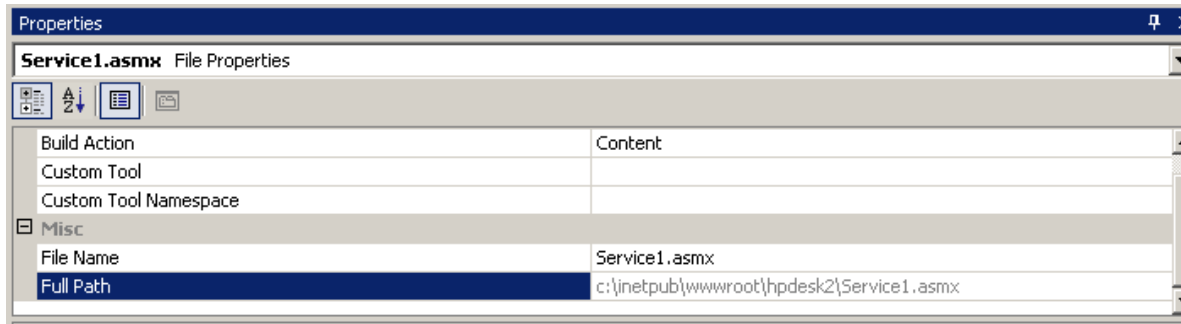 Properties
Service1.asmx File Properties
Build Action Content
Custom Tool
Custom Tool Namespace
Misc
File Name Service1.asmx
Full Path c:\inetpub\wwwroot\hpdesk2\Service1.asmx